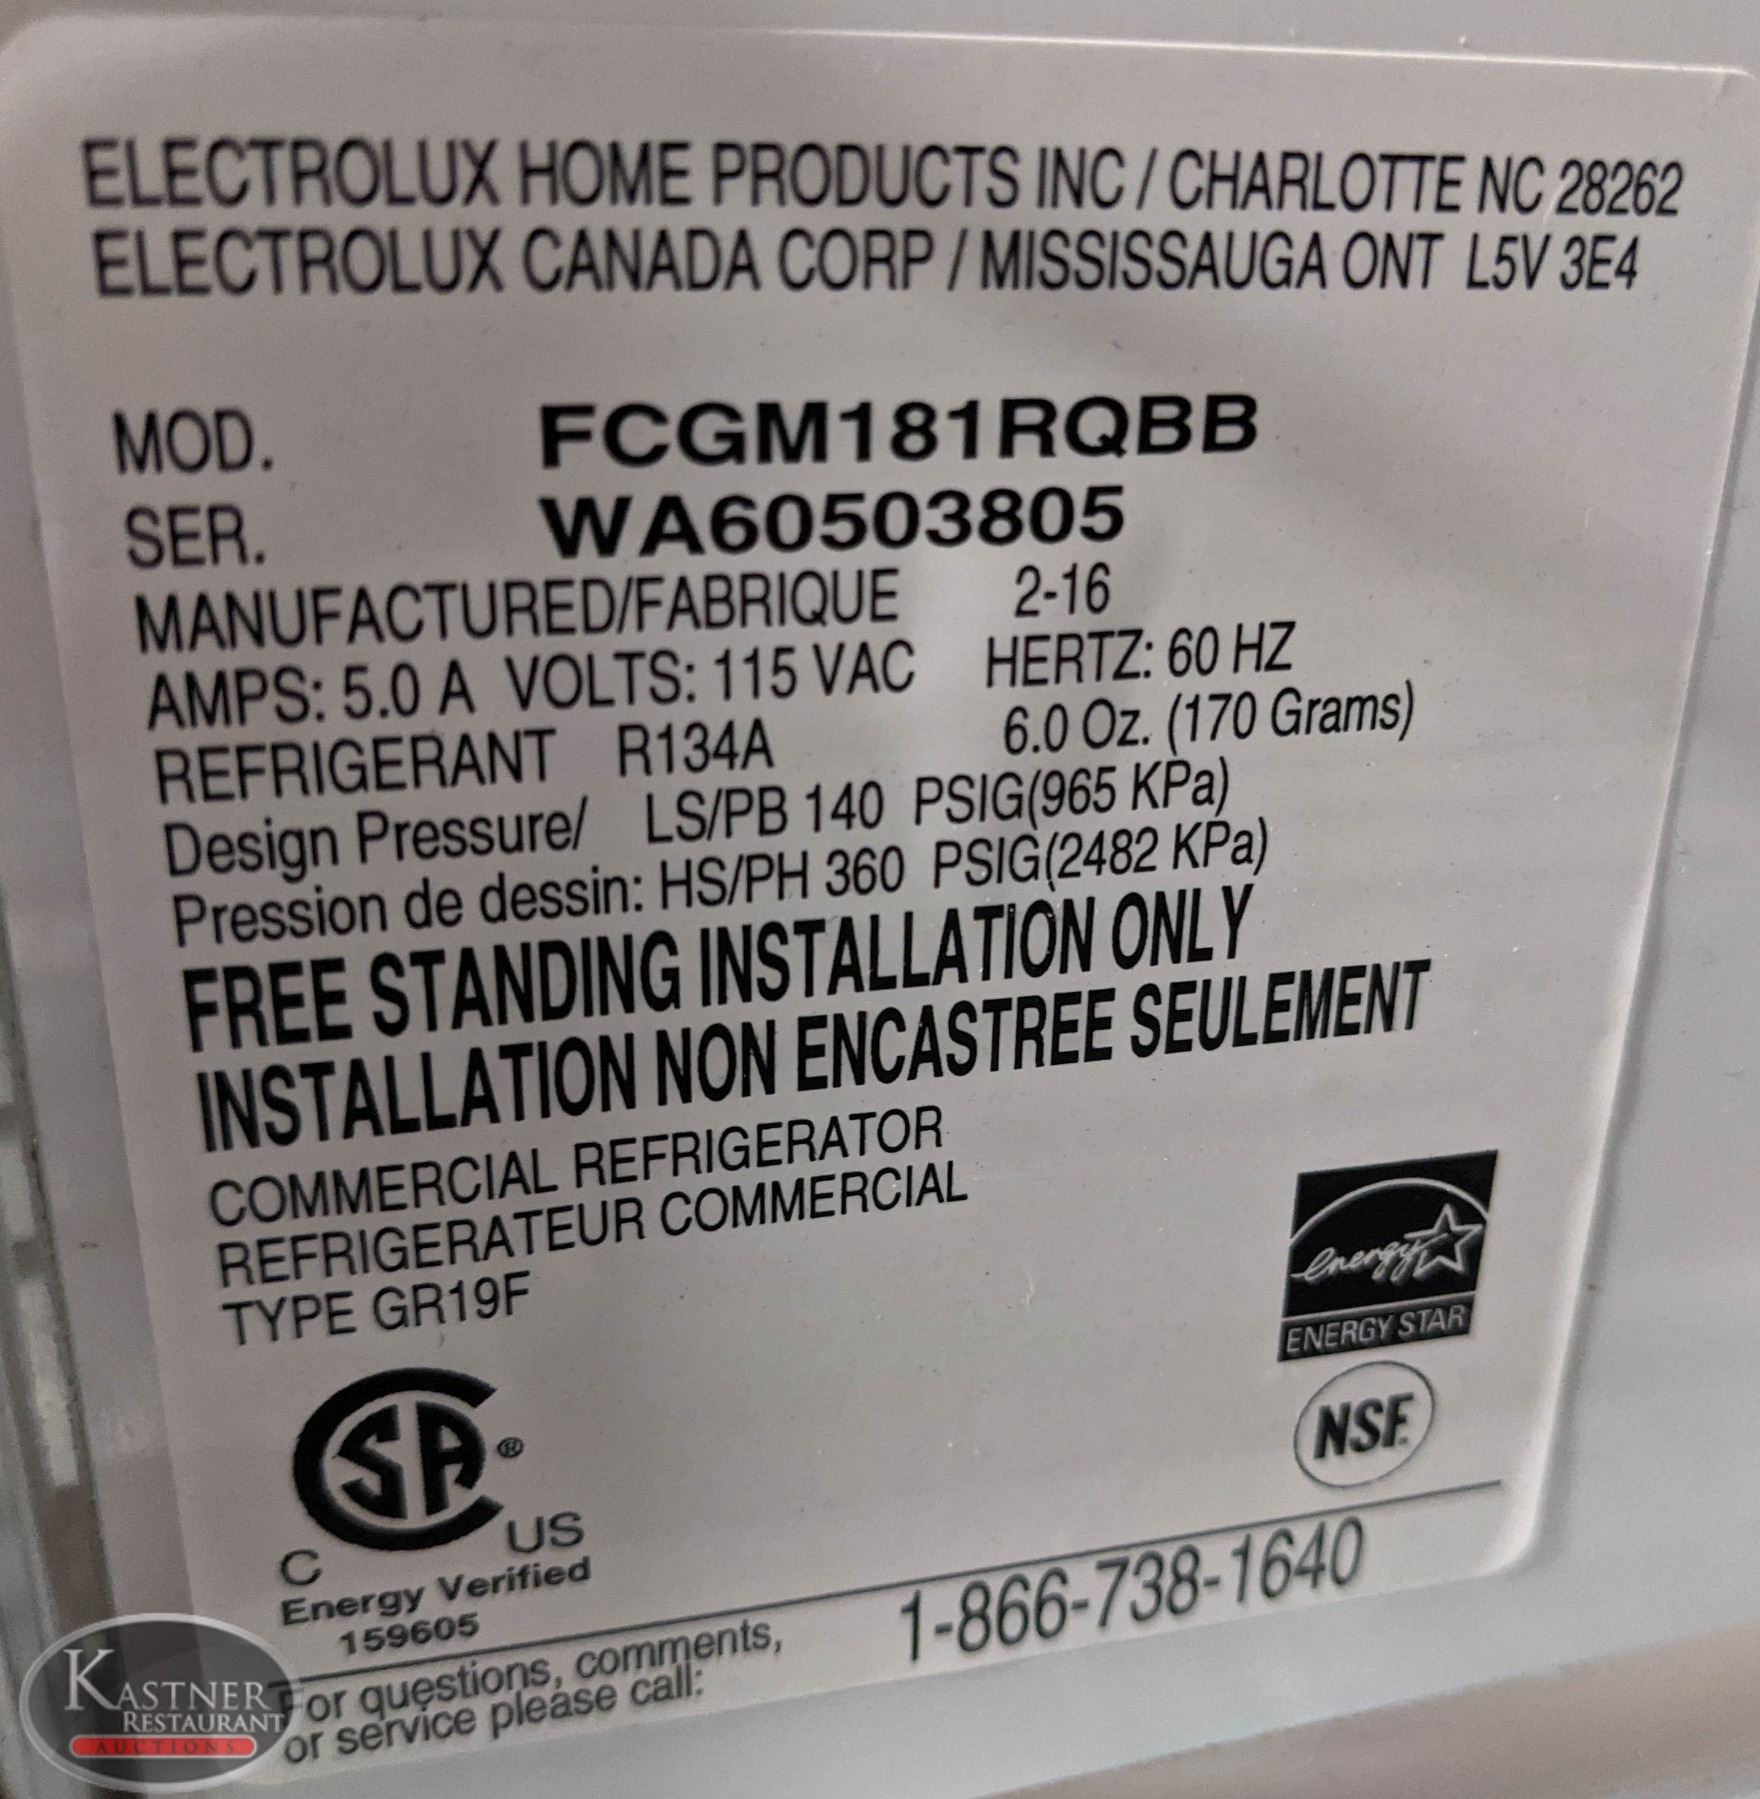 ELECTROLUX HOME PRODUCTS INC / CHARLOTTE NC 28262
ELECTROLUX CANADA CORP / MISSISSAUGA ONT L5V 3E4
MOD. FCGM181RQBB
SER. WA60503805
MANUFACTURED/FABRIQUE 2-16
AMPS: 5.0 A VOLTS: 115 VAC HERTZ: 60 HZ
REFRIGERANT R134A 6.0 Oz. (170 Grams)
Design Pressure/ LS/PB 140 PSIG(965 KPa)
Pression de dessin: HS/PH 360 PSIG(2482 KPa)
FREE STANDING INSTALLATION ONLY
INSTALLATION NON ENCASTREE SEULEMENT
COMMERCIAL REFRIGERATOR
REFRIGERATEUR COMMERCIAL
TYPE GR19F
energy
ENERGY STAR
NSF.
SA ®
C US
Energy Verified
159605
For questions, comments,
or service please call:
1-866-738-1640
KASTNER
RESTAURANT
AUCTIONS